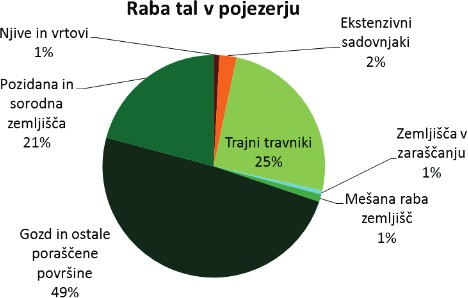 Raba tal v pojezerju
Njive in vrtovi
1%
Ekstenzivni
sadovnjaki
2%
Pozidana in
sorodna
zemljišča
21%
Trajni travniki
25%
Zemljišča v
zaraščanju
1%
Mešana raba
zemljišč
1%
Gozd in ostale
poraščene
površine
49%